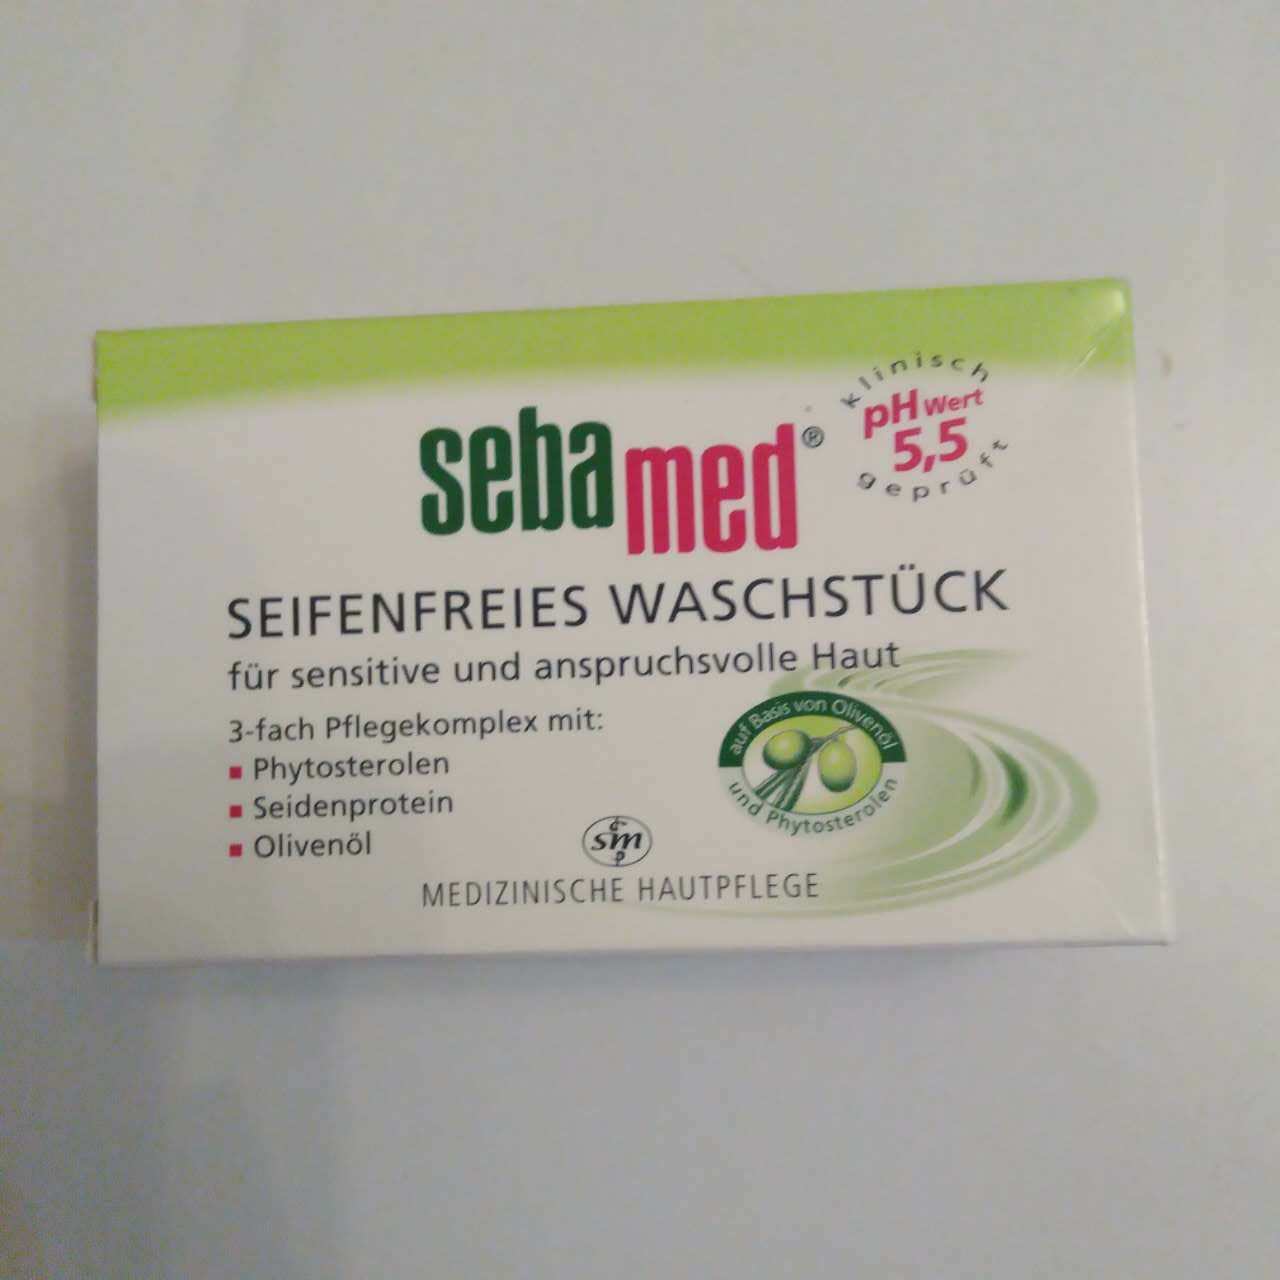 sebamed®
klinisch
pH Wert
5,5
geprüft
SEIFENFREIES WASCHSTÜCK
für sensitive und anspruchsvolle Haut
3-fach Pflegekomplex mit:
▪ Phytosterolen
▪ Seidenprotein
▪ Olivenöl
auf Basis von Olivenöl
und Phytosterolen
sm
MEDIZINISCHE HAUTPFLEGE